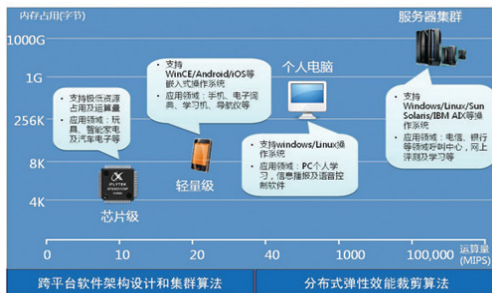 内存占用(字节)
服务器集群
1000G
1G
256K
8K
4K
• 支持
WinCE/Android/iOS等
嵌入式操作系统
• 应用领域：手机、电子词
典、学习机、导航仪等
个人电脑
• 支持极低资源
占用及运算量
• 应用领域：玩
具、智能家电
及汽车电子等
• 支持
Windows/Linux/Sun
Solaris/IBM AIX等操
作系统
• 应用领域：电信、银行
等领域呼叫中心，网上
评测及学习等
• 支持windows/Linux操
作系统
• 应用领域：PC个人学
习，信息播报及语音控
制软件
轻量级
芯片级
0
10
20
40
1000
100,000
运算量
(MIPS)
跨平台软件架构设计和集群算法
分布式弹性效能裁剪算法